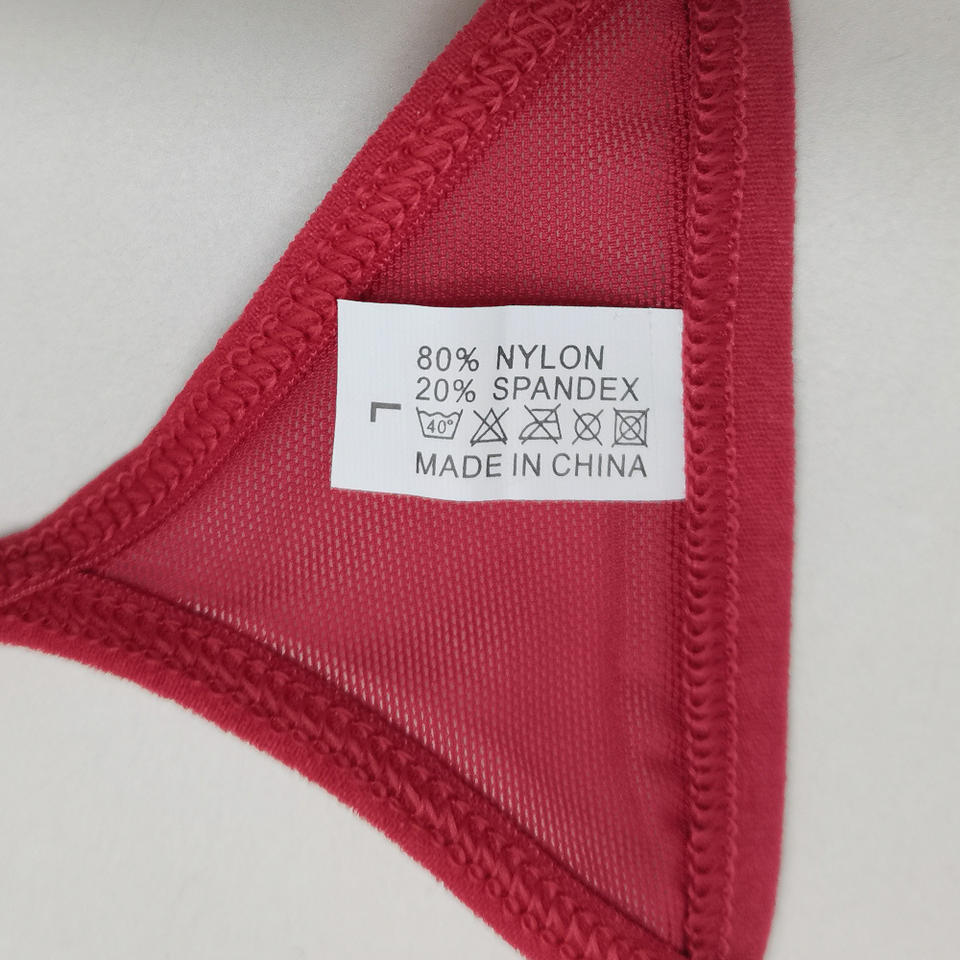 80% NYLON
20% SPANDEX
L
40°
MADE IN CHINA